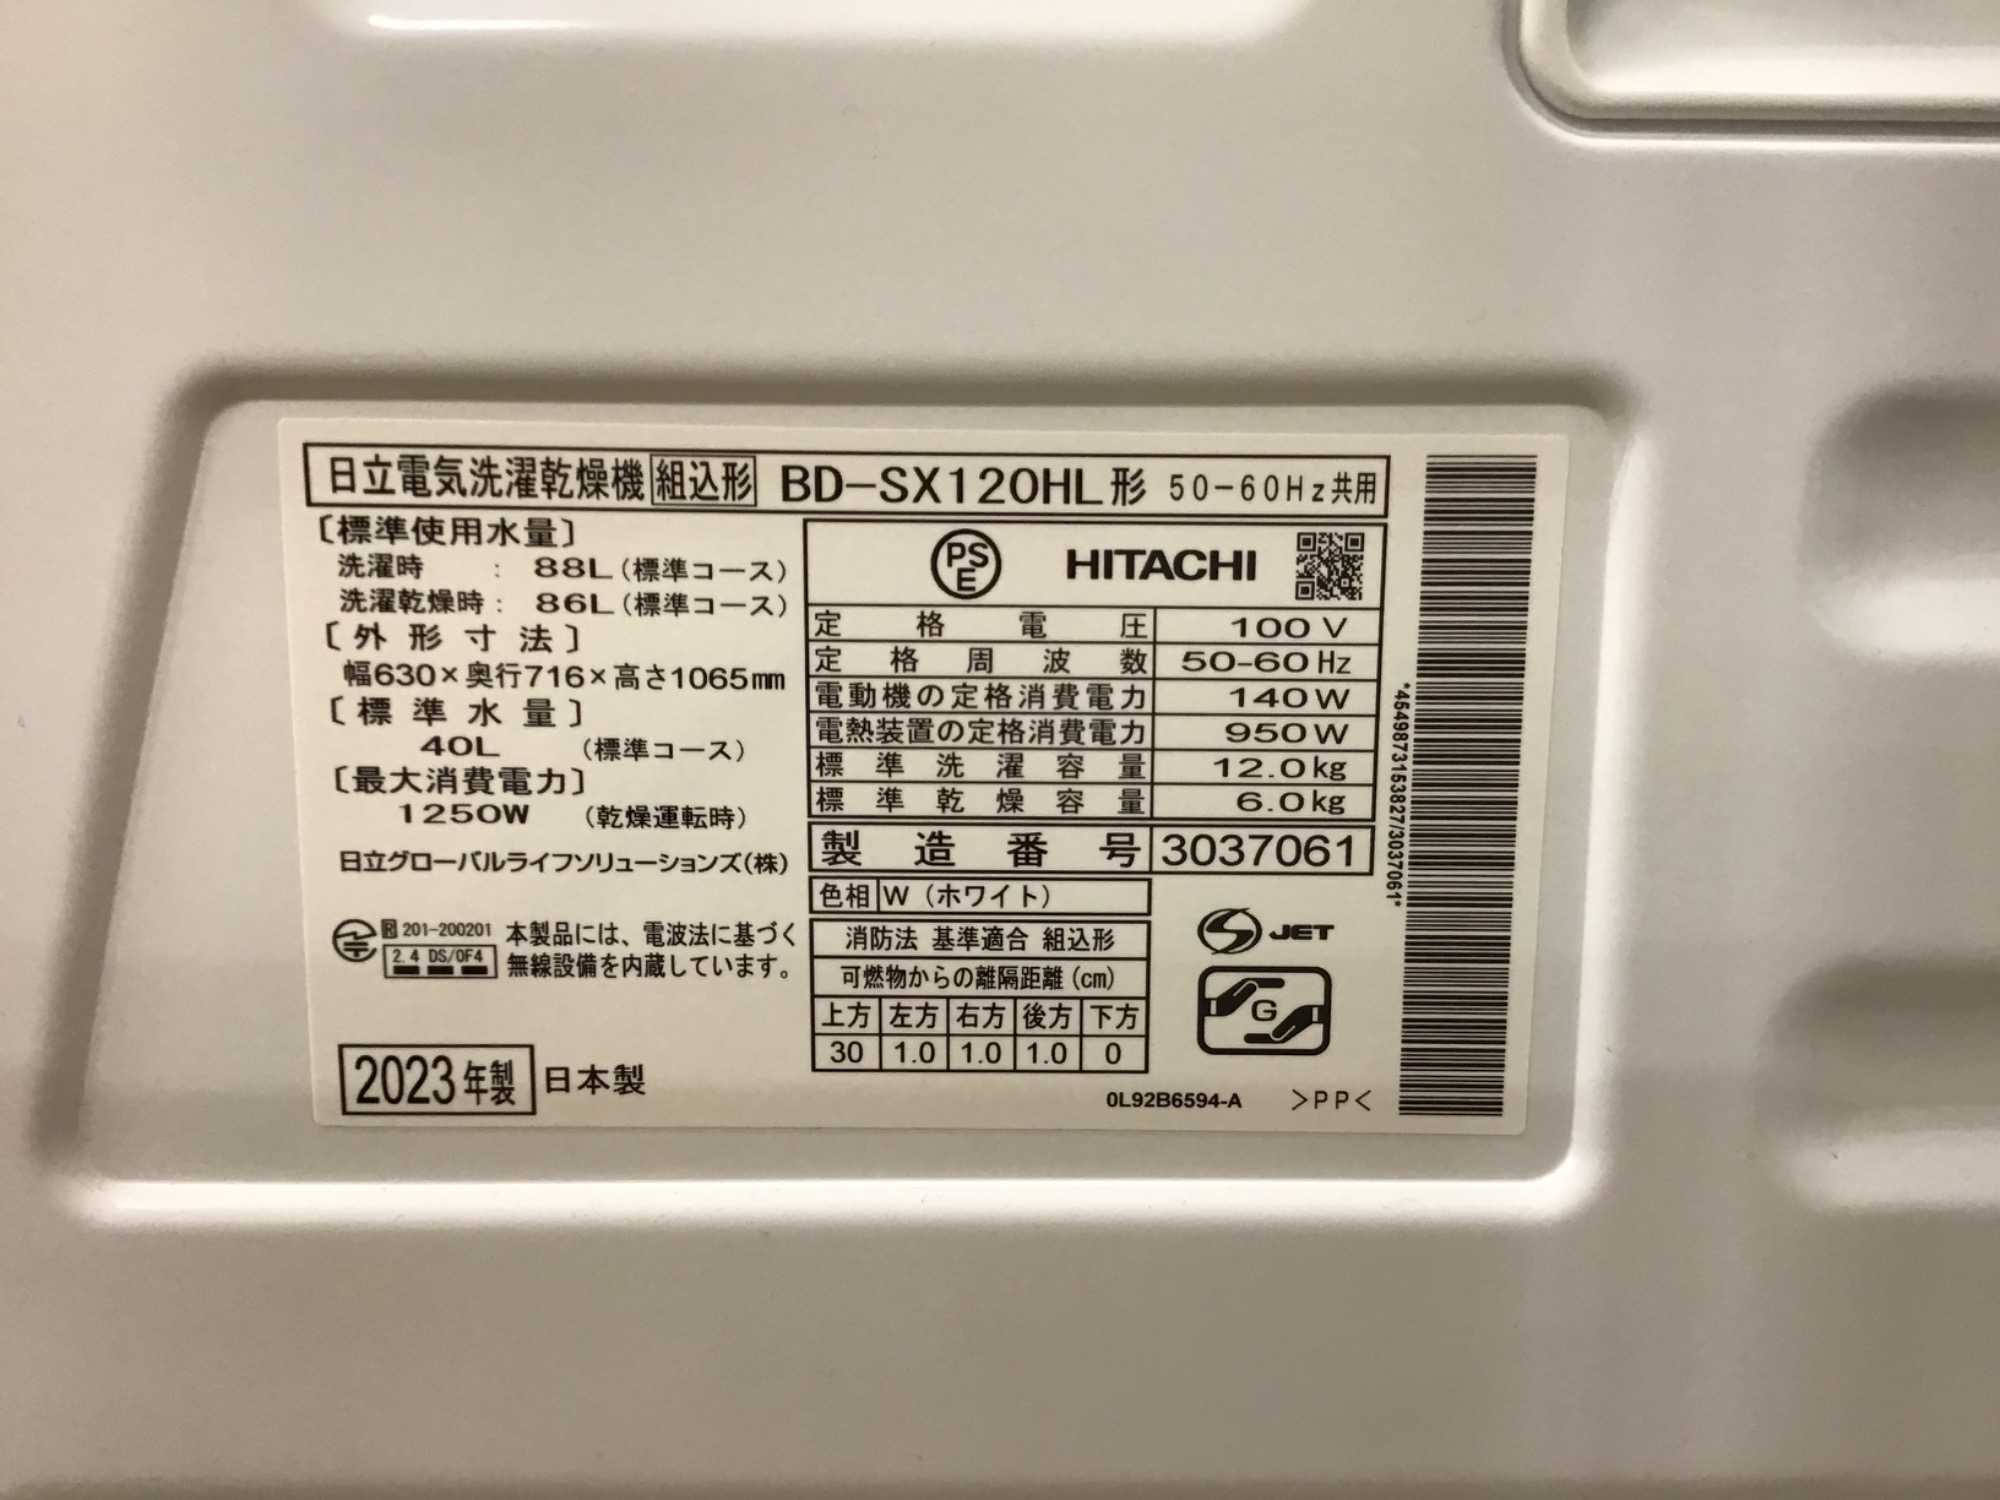 日立電気洗濯乾燥機 組込形 BD-SX120HL形 50-60Hz共用
〔標準使用水量〕
洗濯時 : 88L(標準コース)
洗濯乾燥時 : 86L(標準コース)
〔外形寸法〕
幅630×奥行716×高さ1065mm
〔標準水量〕
40L (標準コース)
〔最大消費電力〕
1250W (乾燥運転時)
日立グローバルライフソリューションズ(株)
R 201-200201
2.4 DS/OF4
本製品には、電波法に基づく
無線設備を内蔵しています。
2023年製 日本製
PSE HITACHI
定格電圧 100V
定格周波数 50-60Hz
電動機の定格消費電力 140W
電熱装置の定格消費電力 950W
標準洗濯容量 12.0kg
標準乾燥容量 6.0kg
製造番号 3037061
色相 W(ホワイト)
消防法 基準適合 組込形
可燃物からの離隔距離(cm)
上方 左方 右方 後方 下方
30 1.0 1.0 1.0 0
S JET
G
0L92B6594-A >PP<
*4549873153827/3037061*